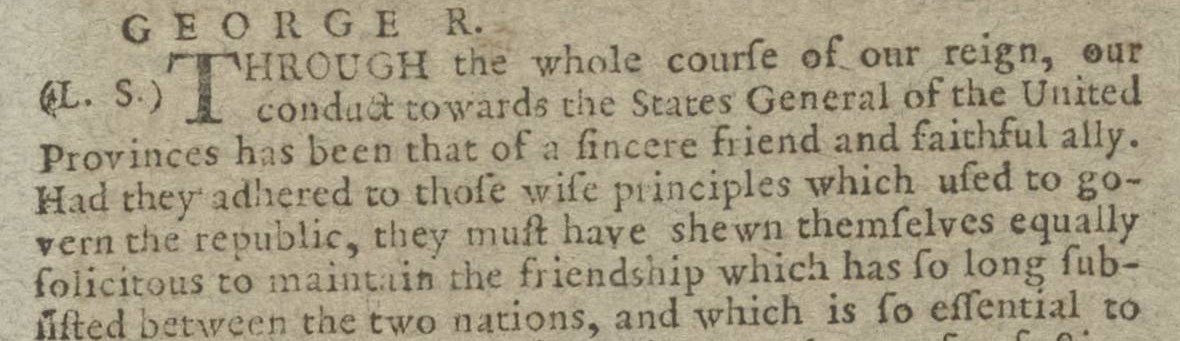 GEORGE R.
(L. S.) THROUGH the whole courſe of our reign, our
conduct towards the States General of the United
Provinces has been that of a ſincere friend and faithful ally.
Had they adhered to thoſe wiſe principles which uſed to go-
vern the republic, they muſt have shewn themſelves equally
ſolicitous to maintain the friendship which has ſo long ſub-
ſiſted between the two nations, and which is ſo eſſential to